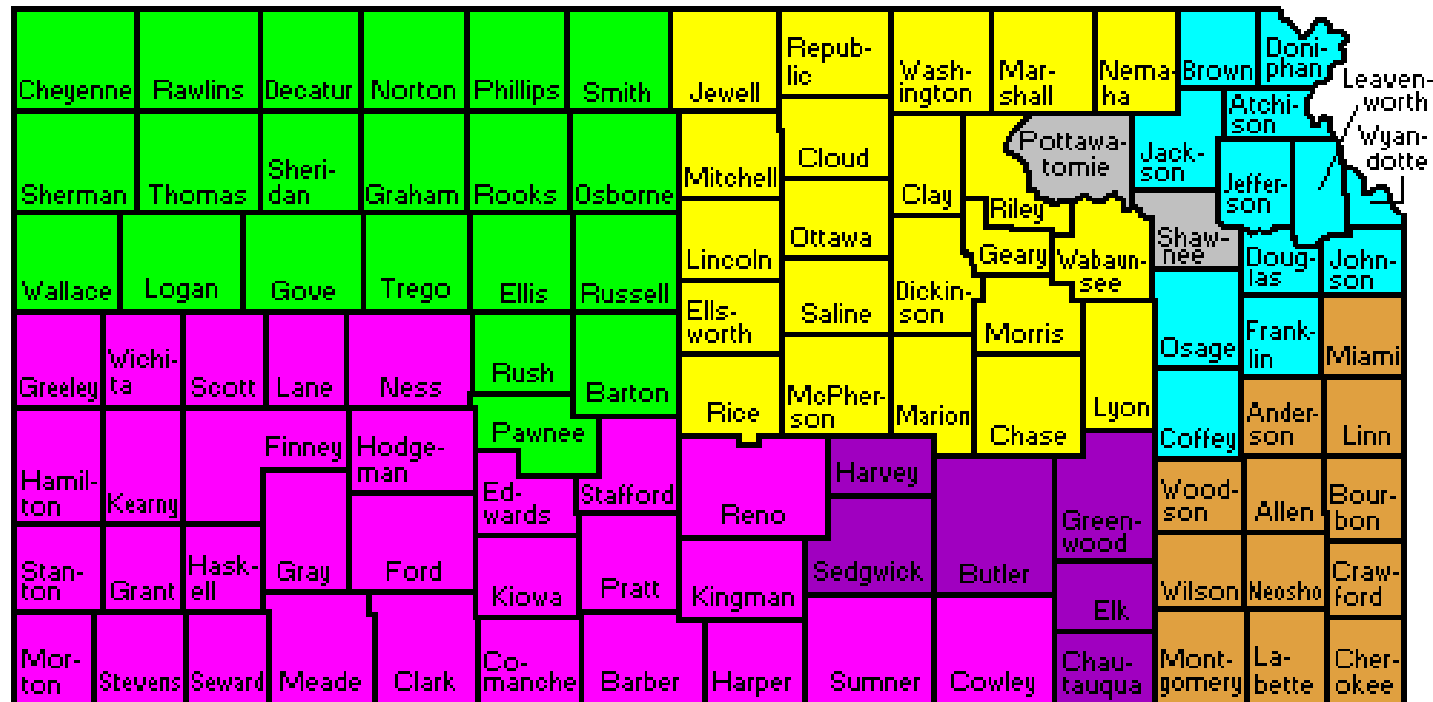 Cheyenne
Rawlins
Decatur
Norton
Phillips
Smith
Jewell
Repub-
lic
Wash-
ington
Mar-
shall
Nema-
ha
Brown
Doni-
phan
Leaven-
worth
Wyan-
dotte
Atchi-
son
Sherman
Thomas
Sheri-
dan
Graham
Rooks
Osborne
Mitchell
Cloud
Clay
Riley
Pottawa-
tomie
Jack-
son
Jeffer-
son
Wallace
Logan
Gove
Trego
Ellis
Russell
Lincoln
Ottawa
Dickin-
son
Geary
Wabaun-
see
Shaw-
nee
Doug-
las
John-
son
Ells-
worth
Saline
Morris
Osage
Frank-
lin
Miami
Greeley
Wichi-
ta
Scott
Lane
Ness
Rush
Barton
Rice
McPher-
son
Marion
Chase
Lyon
Coffey
Ander-
son
Linn
Hamil-
ton
Kearny
Finney
Hodge-
man
Pawnee
Ed-
wards
Stafford
Reno
Harvey
Sedgwick
Butler
Green-
wood
Wood-
son
Allen
Bour-
bon
Stan-
ton
Grant
Hask-
ell
Gray
Ford
Kiowa
Pratt
Kingman
Elk
Wilson
Neosho
Craw-
ford
Mor-
ton
Stevens
Seward
Meade
Clark
Co-
manche
Barber
Harper
Sumner
Cowley
Chau-
tauqua
Mont-
gomery
La-
bette
Cher-
okee